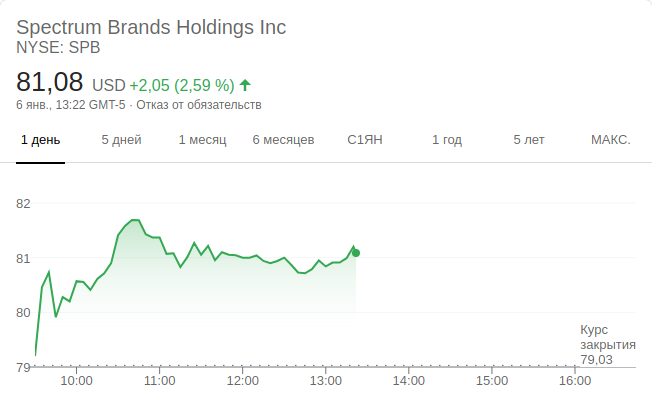 Spectrum Brands Holdings Inc
NYSE: SPB
81,08 USD +2,05 (2,59 %)
6 янв., 13:22 GMT-5 · Отказ от обязательств
1 день 5 дней 1 месяц 6 месяцев С1ЯН 1 год 5 лет МАКС.
82
81
80
Курс
закрытия
79,03
79
10:00 11:00 12:00 13:00 14:00 15:00 16:00